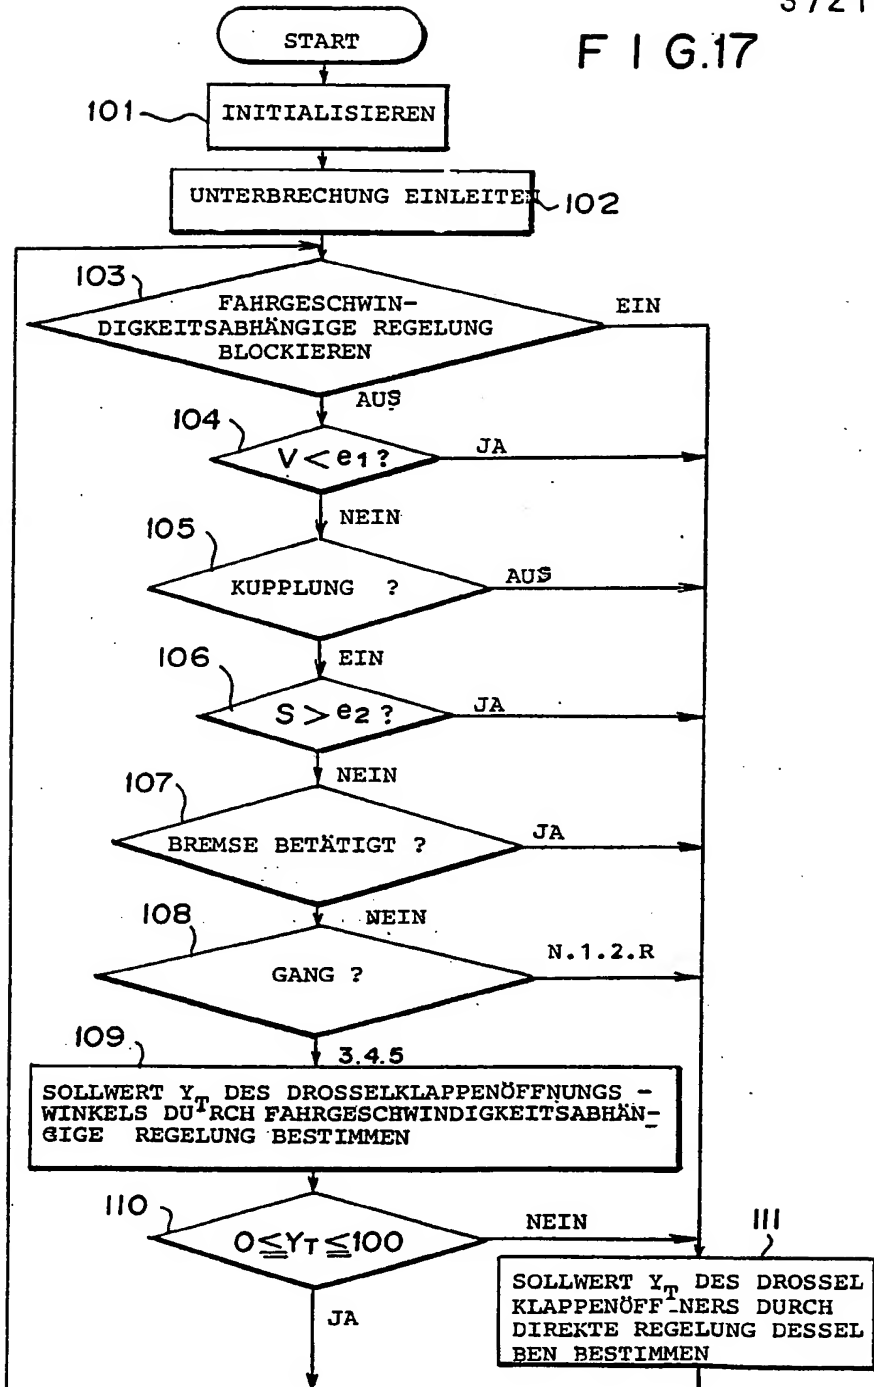 3/21
F I G.17
START
101
INITIALISIEREN
UNTERBRECHUNG EINLEITEN
102
103
FAHRGESCHWIN-
DIGKEITSABHÄNGIGE REGELUNG
BLOCKIEREN
EIN
AUS
104
V < e1 ?
JA
NEIN
105
KUPPLUNG ?
AUS
EIN
106
S > e2 ?
JA
NEIN
107
BREMSE BETÄTIGT ?
JA
NEIN
108
GANG ?
N.1.2.R
3.4.5
109
SOLLWERT YT DES DROSSELKLAPPENÖFFNUNGS -
WINKELS DURCH FAHRGESCHWINDIGKEITSABHÄN-
GIGE REGELUNG BESTIMMEN
110
0≦YT≦100
NEIN
JA
111
SOLLWERT YT DES DROSSEL
KLAPPENÖFF-NERS DURCH
DIREKTE REGELUNG DESSEL
BEN BESTIMMEN